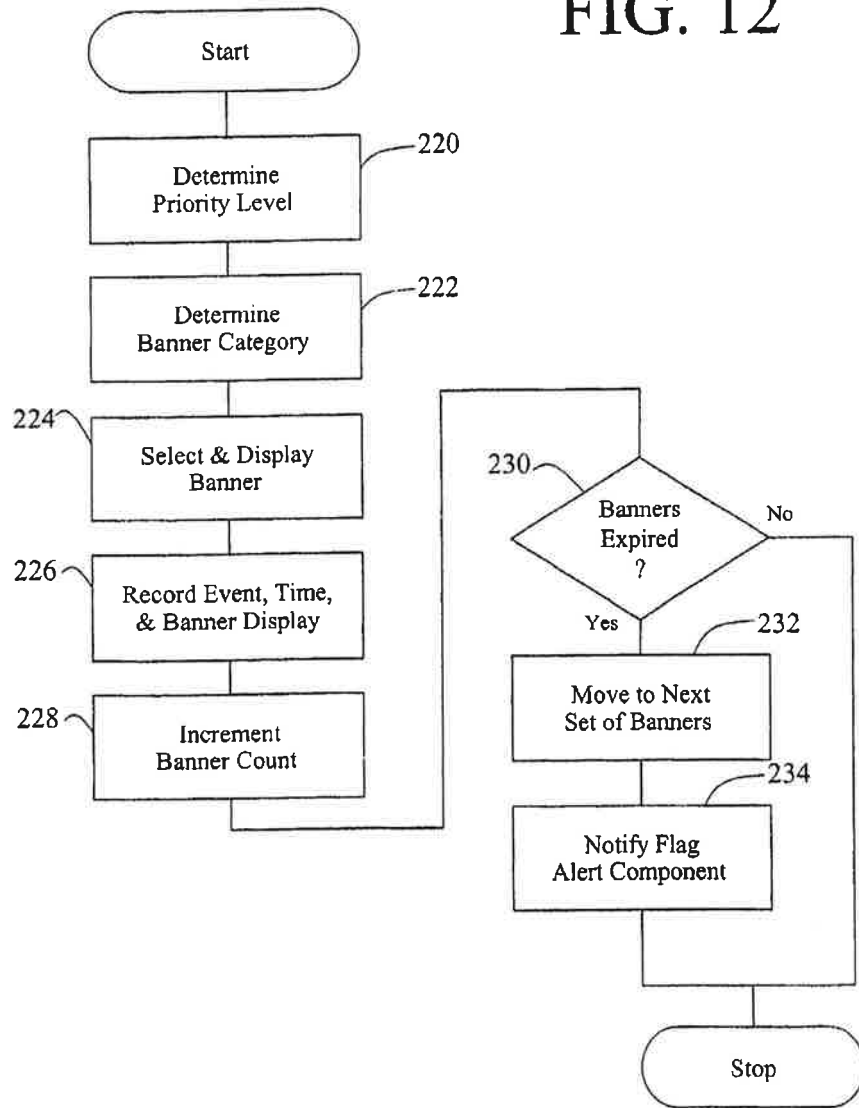 FIG. 12
Start
220
Determine
Priority Level
222
Determine
Banner Category
224
Select & Display
Banner
226
Record Event, Time,
& Banner Display
228
Increment
Banner Count
230
Banners
Expired
?
No
Yes
232
Move to Next
Set of Banners
234
Notify Flag
Alert Component
Stop